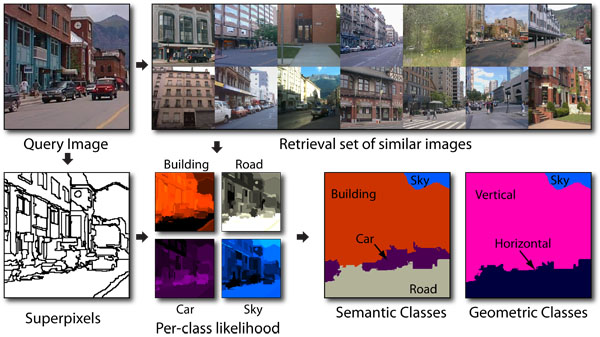 Query Image
Retrieval set of similar images
Building
Road
Car
Sky
Superpixels
Per-class likelihood
Sky
Building
Car
Road
Semantic Classes
Sky
Vertical
Horizontal
Geometric Classes